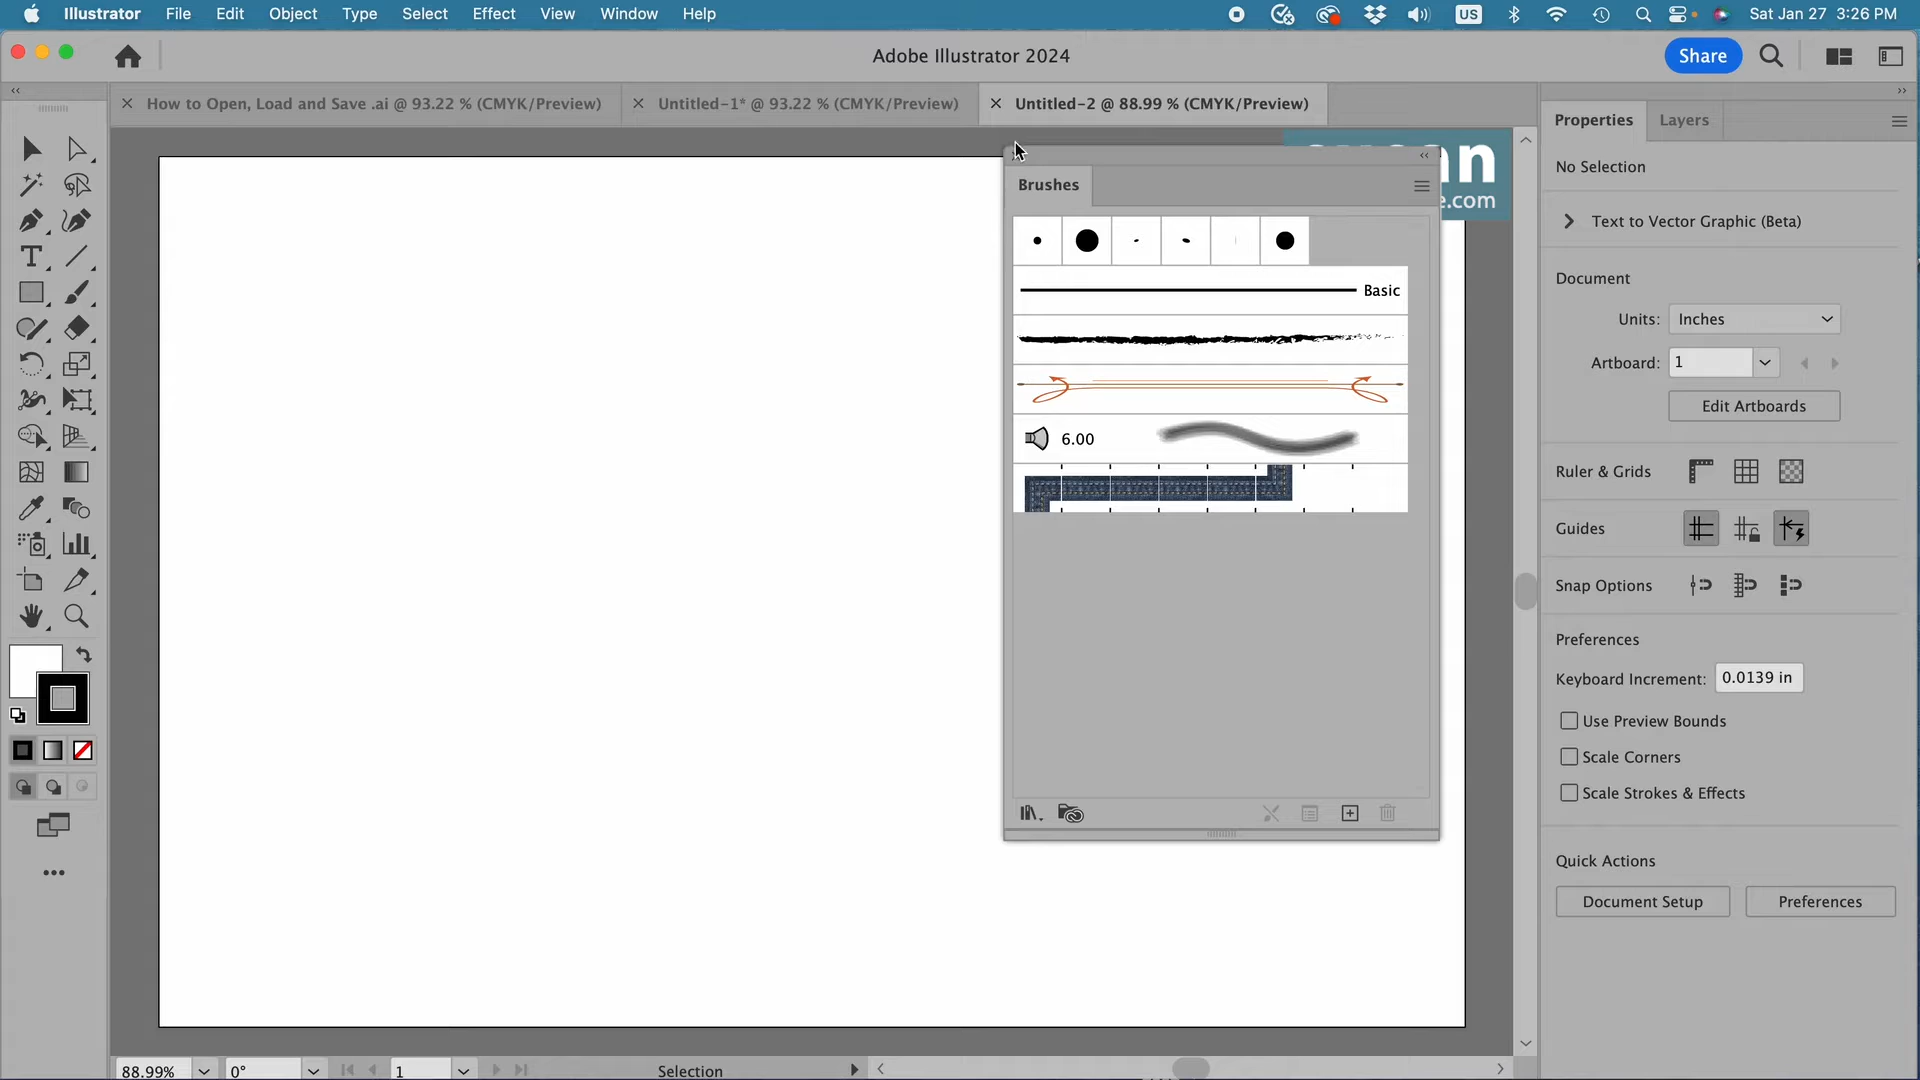 Illustrator File Edit Object Type Select Effect View Window Help
US Sat Jan 27 3:26 PM
Adobe Illustrator 2024
Share
How to Open, Load and Save .ai @ 93.22 % (CMYK/Preview)
Untitled-1* @ 93.22 % (CMYK/Preview)
Untitled-2 @ 88.99 % (CMYK/Preview)
Brushes
Basic
6.00
Properties Layers
No Selection
Text to Vector Graphic (Beta)
Document
Units: Inches
Artboard: 1
Edit Artboards
Ruler & Grids
Guides
Snap Options
Preferences
Keyboard Increment: 0.0139 in
Use Preview Bounds
Scale Corners
Scale Strokes & Effects
Quick Actions
Document Setup Preferences
88.99% 0° 1 Selection